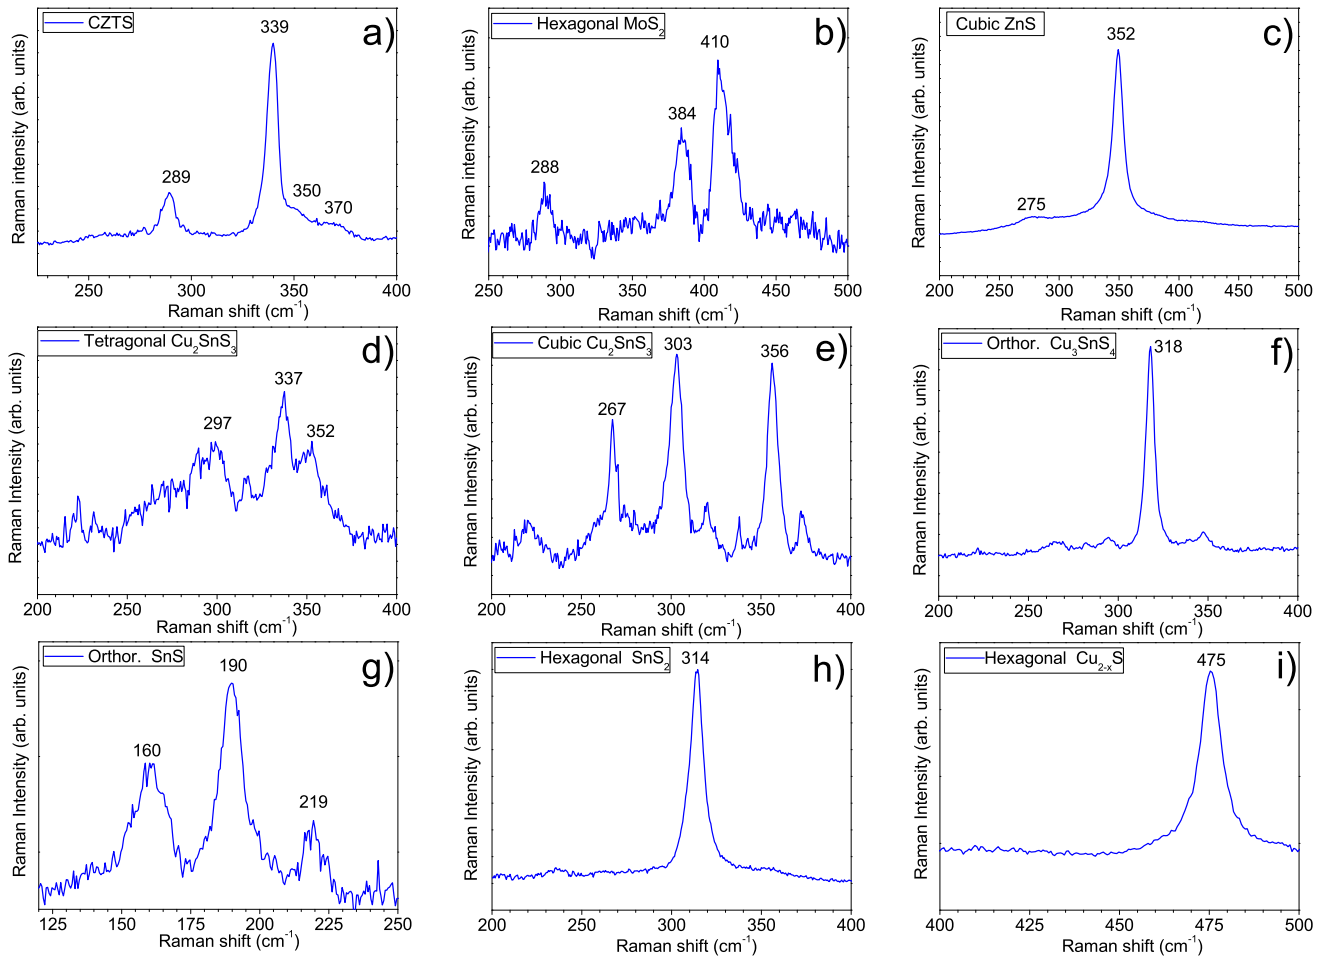 CZTS
a)
339
289
350
370
Raman intensity (arb. units)
250 300 350 400
Raman shift (cm⁻¹)
Hexagonal MoS₂
b)
410
384
288
Raman intensity (arb. units)
250 300 350 400 450 500
Raman shift (cm⁻¹)
Cubic ZnS
c)
352
275
Raman Intensity (arb. units)
200 250 300 350 400 450 500
Raman shift (cm⁻¹)
Tetragonal Cu₂SnS₃
d)
337
297
352
Raman Intensity (arb. units)
200 250 300 350 400
Raman shift (cm⁻¹)
Cubic Cu₂SnS₃
e)
303
356
267
Raman Intensity (arb. units)
200 250 300 350 400
Raman shift (cm⁻¹)
Orthor. Cu₃SnS₄
f)
318
Raman Intensity (arb. units)
200 250 300 350 400
Raman shift (cm⁻¹)
Orthor. SnS
g)
190
160
219
Raman Intensity (arb. units)
125 150 175 200 225 250
Raman shift (cm⁻¹)
Hexagonal SnS₂
h)
314
Raman Intensity (arb. units)
200 250 300 350 400
Raman shift (cm⁻¹)
Hexagonal Cu₂₋ₓS
i)
475
Raman Intensity (arb. units)
400 425 450 475 500
Raman shift (cm⁻¹)